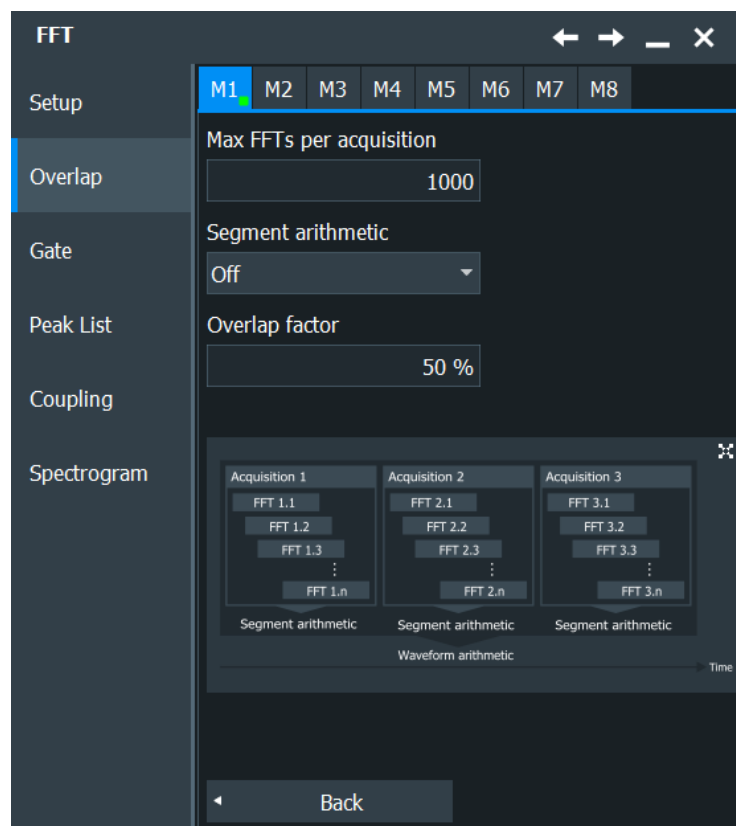 FFT
Setup
Overlap
Gate
Peak List
Coupling
Spectrogram
M1 M2 M3 M4 M5 M6 M7 M8
Max FFTs per acquisition
1000
Segment arithmetic
Off
Overlap factor
50 %
Acquisition 1
FFT 1.1
FFT 1.2
FFT 1.3
FFT 1.n
Segment arithmetic
Acquisition 2
FFT 2.1
FFT 2.2
FFT 2.3
FFT 2.n
Segment arithmetic
Acquisition 3
FFT 3.1
FFT 3.2
FFT 3.3
FFT 3.n
Segment arithmetic
Waveform arithmetic
Time
Back